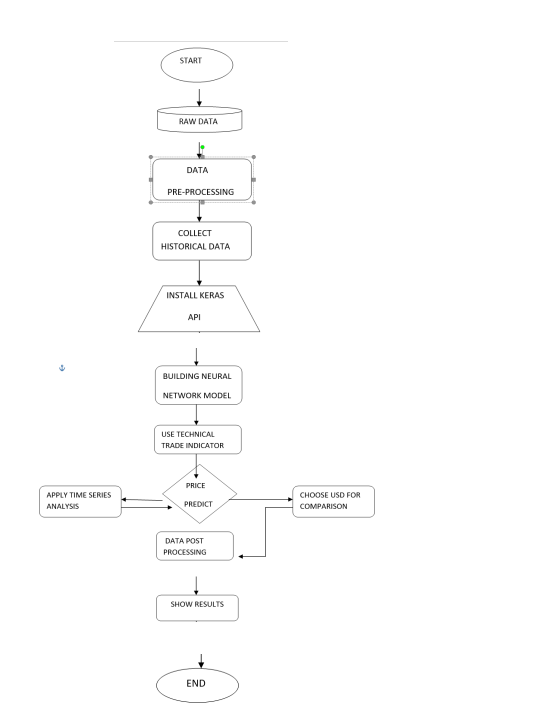 START
RAW DATA
DATA
PRE-PROCESSING
COLLECT
HISTORICAL DATA
INSTALL KERAS
API
BUILDING NEURAL
NETWORK MODEL
USE TECHNICAL
TRADE INDICATOR
PRICE
PREDICT
APPLY TIME SERIES
ANALYSIS
CHOOSE USD FOR
COMPARISON
DATA POST
PROCESSING
SHOW RESULTS
END